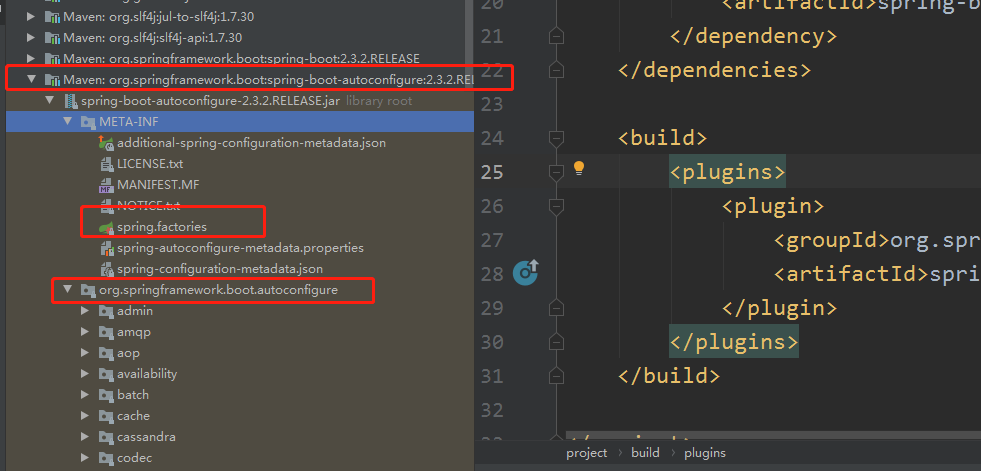 Maven: org.slf4j:jul-to-slf4j:1.7.30
Maven: org.slf4j:slf4j-api:1.7.30
Maven: org.springframework.boot:spring-boot:2.3.2.RELEASE
Maven: org.springframework.boot:spring-boot-autoconfigure:2.3.2.REL
spring-boot-autoconfigure-2.3.2.RELEASE.jar library root
META-INF
additional-spring-configuration-metadata.json
LICENSE.txt
MANIFEST.MF
NOTICE.txt
spring.factories
spring-autoconfigure-metadata.properties
spring-configuration-metadata.json
org.springframework.boot.autoconfigure
admin
amqp
aop
availability
batch
cache
cassandra
codec
20 <artifactId>spring-b
21 </dependency>
22 </dependencies>
23
24 <build>
25 <plugins>
26 <plugin>
27 <groupId>org.spr
28 <artifactId>spri
29 </plugin>
30 </plugins>
31 </build>
32
project › build › plugins